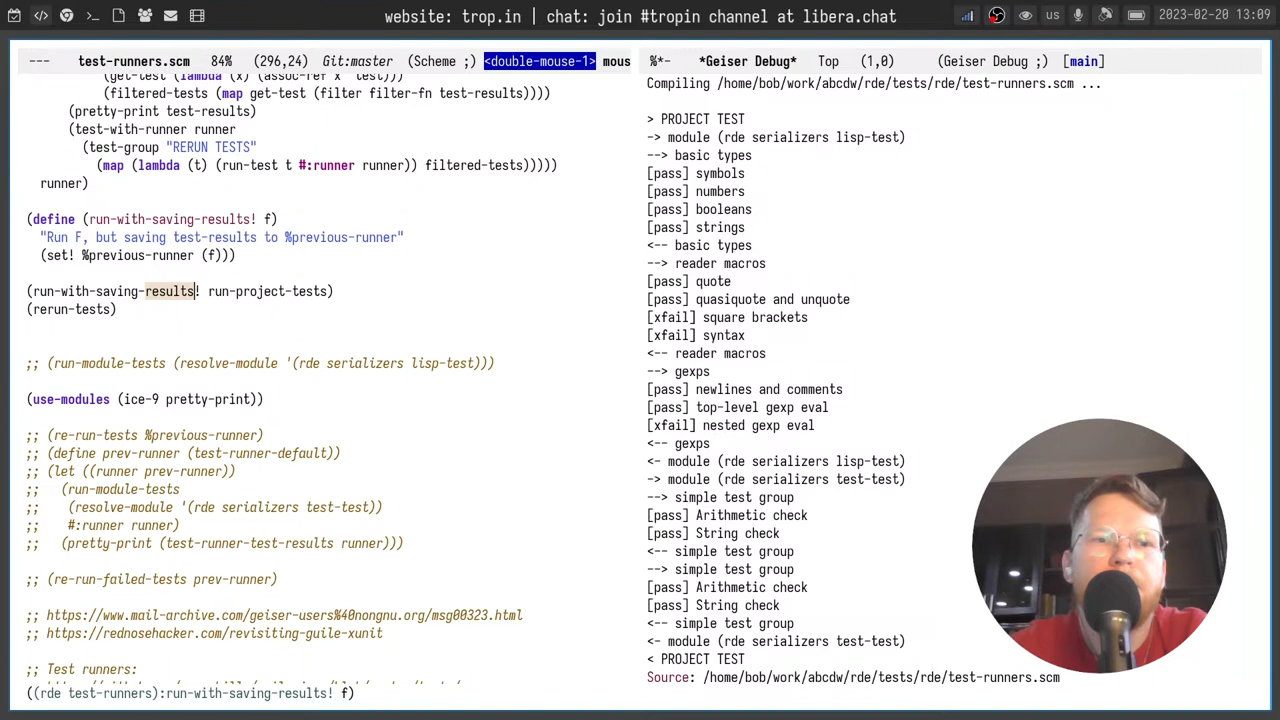 website: trop.in | chat: join #tropin channel at libera.chat
us
2023-02-20 13:09
--- test-runners.scm 84% (296,24) Git:master (Scheme ;) <double-mouse-1> mous
(get-test (lambda (x) (assoc-ref x 'test)))
(filtered-tests (map get-test (filter filter-fn test-results))))
(pretty-print test-results)
(test-with-runner runner
(test-group "RERUN TESTS"
(map (lambda (t) (run-test t #:runner runner)) filtered-tests)))))
runner)
(define (run-with-saving-results! f)
"Run F, but saving test-results to %previous-runner"
(set! %previous-runner (f)))
(run-with-saving-results! run-project-tests)
(rerun-tests)
;; (run-module-tests (resolve-module '(rde serializers lisp-test)))
(use-modules (ice-9 pretty-print))
;; (re-run-tests %previous-runner)
;; (define prev-runner (test-runner-default))
;; (let ((runner prev-runner))
;; (run-module-tests
;; (resolve-module '(rde serializers test-test))
;; #:runner runner)
;; (pretty-print (test-runner-test-results runner)))
;; (re-run-failed-tests prev-runner)
;; https://www.mail-archive.com/geiser-users%40nongnu.org/msg00323.html
;; https://rednosehacker.com/revisiting-guile-xunit
;; Test runners:
((rde test-runners):run-with-saving-results! f)
%*- *Geiser Debug* Top (1,0) (Geiser Debug ;) [main]
Compiling /home/bob/work/abcdw/rde/tests/rde/test-runners.scm ...
> PROJECT TEST
-> module (rde serializers lisp-test)
--> basic types
[pass] symbols
[pass] numbers
[pass] booleans
[pass] strings
<-- basic types
--> reader macros
[pass] quote
[pass] quasiquote and unquote
[xfail] square brackets
[xfail] syntax
<-- reader macros
--> gexps
[pass] newlines and comments
[pass] top-level gexp eval
[xfail] nested gexp eval
<-- gexps
<- module (rde serializers lisp-test)
-> module (rde serializers test-test)
--> simple test group
[pass] Arithmetic check
[pass] String check
<-- simple test group
--> simple test group
[pass] Arithmetic check
[pass] String check
<-- simple test group
<- module (rde serializers test-test)
< PROJECT TEST
Source: /home/bob/work/abcdw/rde/tests/rde/test-runners.scm